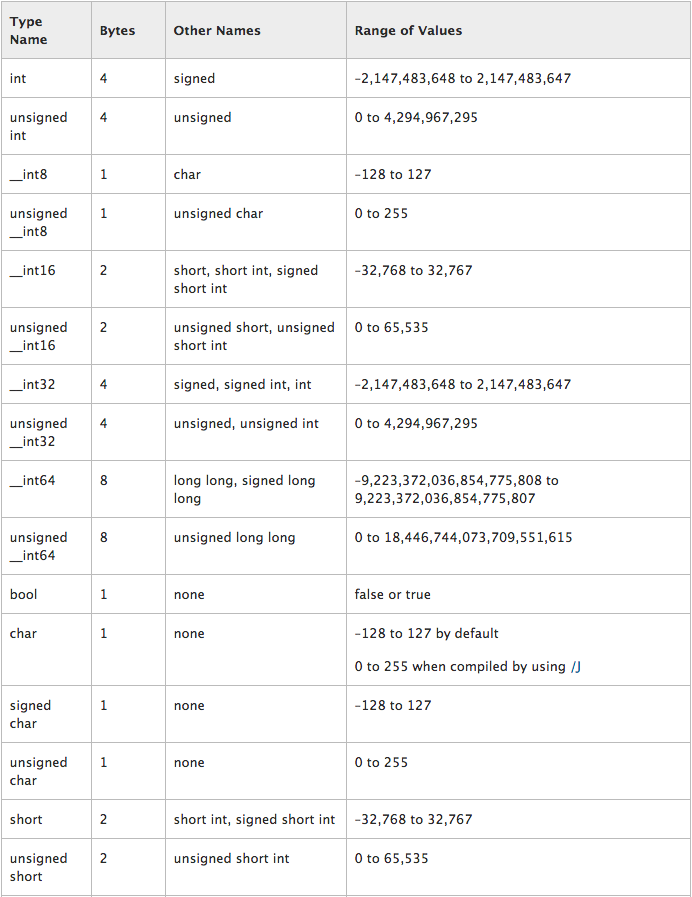 Type Name Bytes Other Names Range of Values
int 4 signed –2,147,483,648 to 2,147,483,647
unsigned int 4 unsigned 0 to 4,294,967,295
__int8 1 char –128 to 127
unsigned __int8 1 unsigned char 0 to 255
__int16 2 short, short int, signed short int –32,768 to 32,767
unsigned __int16 2 unsigned short, unsigned short int 0 to 65,535
__int32 4 signed, signed int, int –2,147,483,648 to 2,147,483,647
unsigned __int32 4 unsigned, unsigned int 0 to 4,294,967,295
__int64 8 long long, signed long long –9,223,372,036,854,775,808 to 9,223,372,036,854,775,807
unsigned __int64 8 unsigned long long 0 to 18,446,744,073,709,551,615
bool 1 none false or true
char 1 none –128 to 127 by default
0 to 255 when compiled by using /J
signed char 1 none –128 to 127
unsigned char 1 none 0 to 255
short 2 short int, signed short int –32,768 to 32,767
unsigned short 2 unsigned short int 0 to 65,535